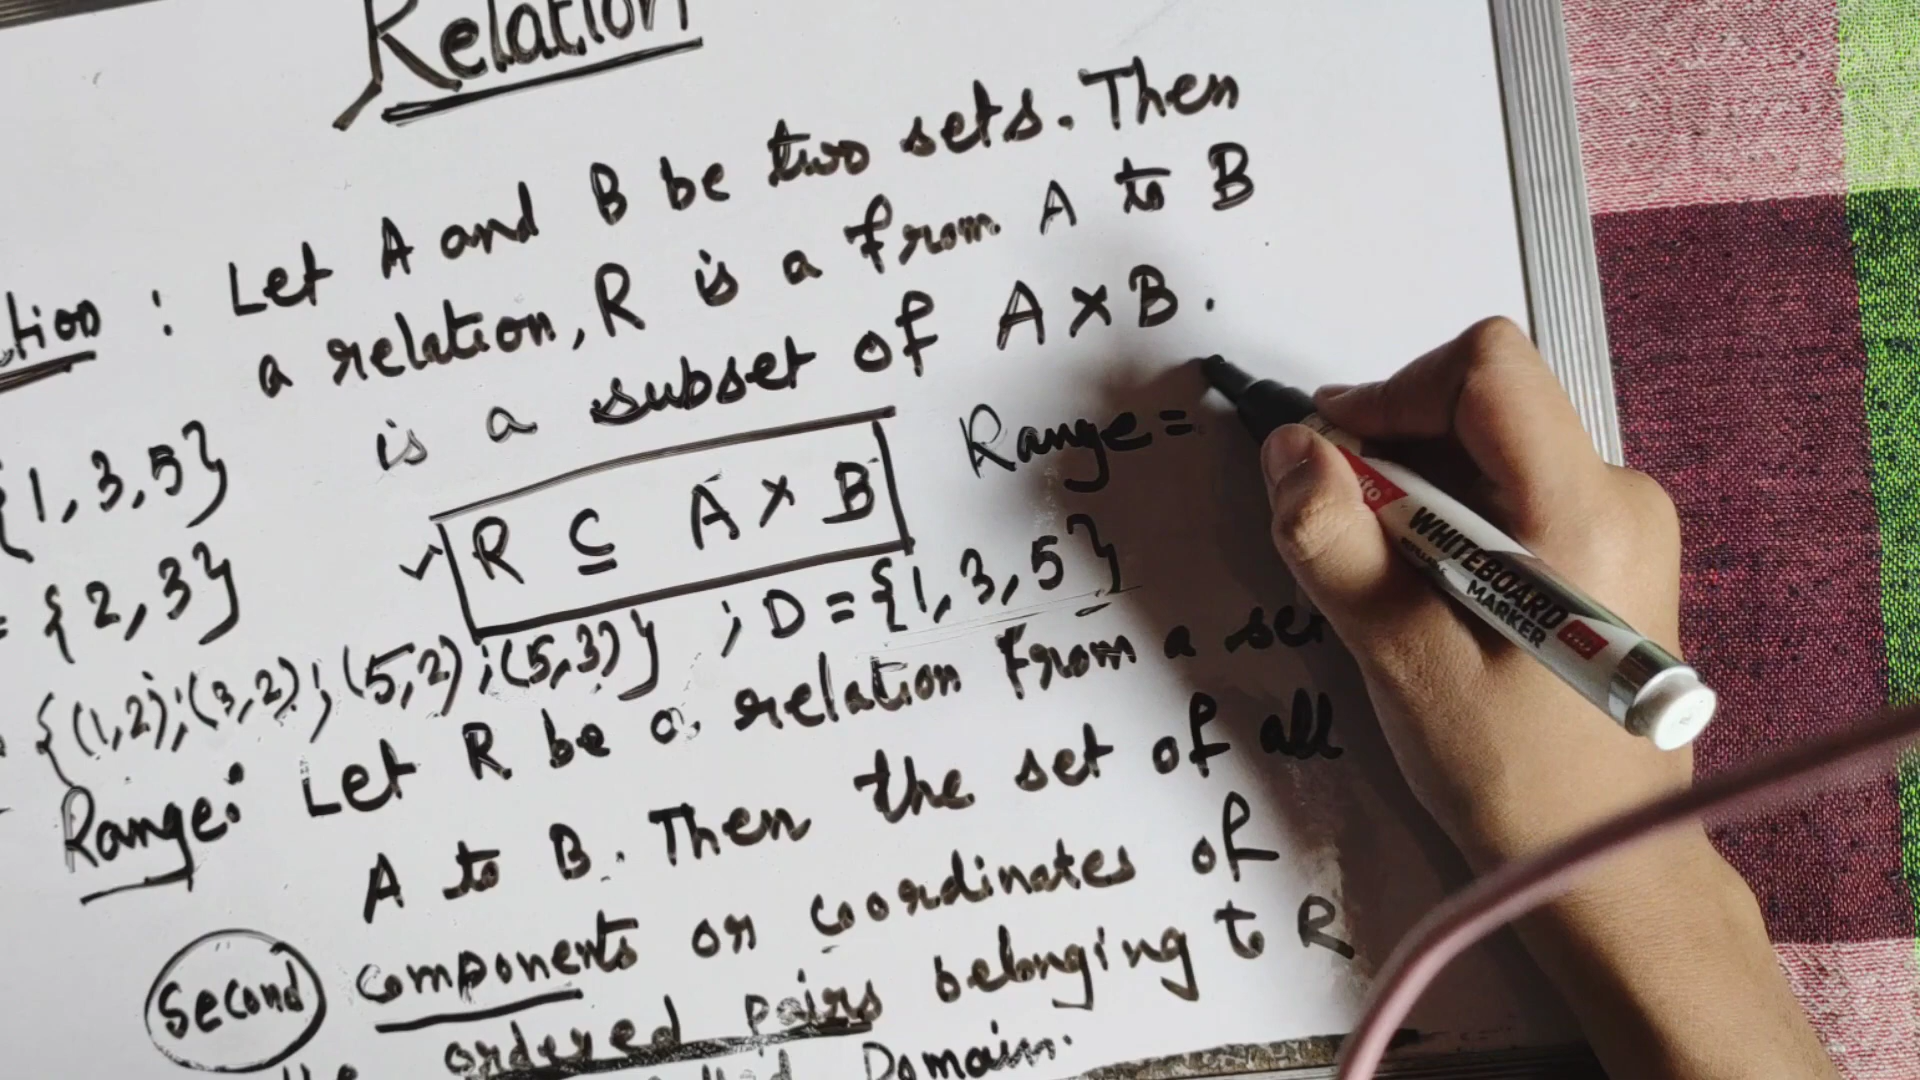 Relation
tion : Let A and B be two sets. Then
a relation, R is a from A to B
is a subset of A × B.
{1, 3, 5}
R ⊆ A × B
Range =
= {2, 3}
{(1,2);(3,2);(5,2);(5,3)} ; D = {1, 3, 5}
Range: Let R be a relation From a set
A to B. Then the set of all
Second components or coordinates of
ordered pairs belonging to R
Domain.
WHITEBOARD
MARKER